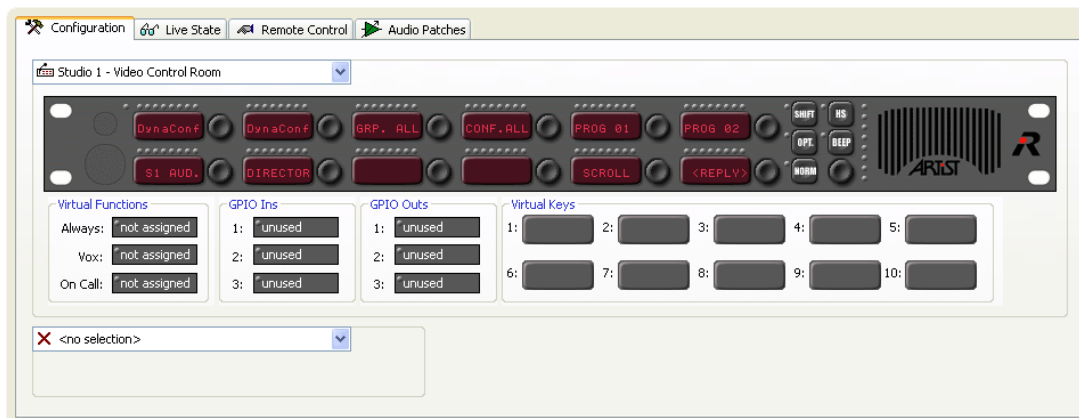 Configuration Live State Remote Control Audio Patches
Studio 1 - Video Control Room
DynaConf DynaConf GRP. ALL CONF.ALL PROG 01 PROG 02 SHIFT HS
OPT. BEEP
S1 AUD. DIRECTOR SCROLL <REPLY> NORM ARTIST R
Virtual Functions GPIO Ins GPIO Outs Virtual Keys
Always: not assigned 1: unused 1: unused 1: 2: 3: 4: 5:
Vox: not assigned 2: unused 2: unused
On Call: not assigned 3: unused 3: unused 6: 7: 8: 9: 10:
<no selection>